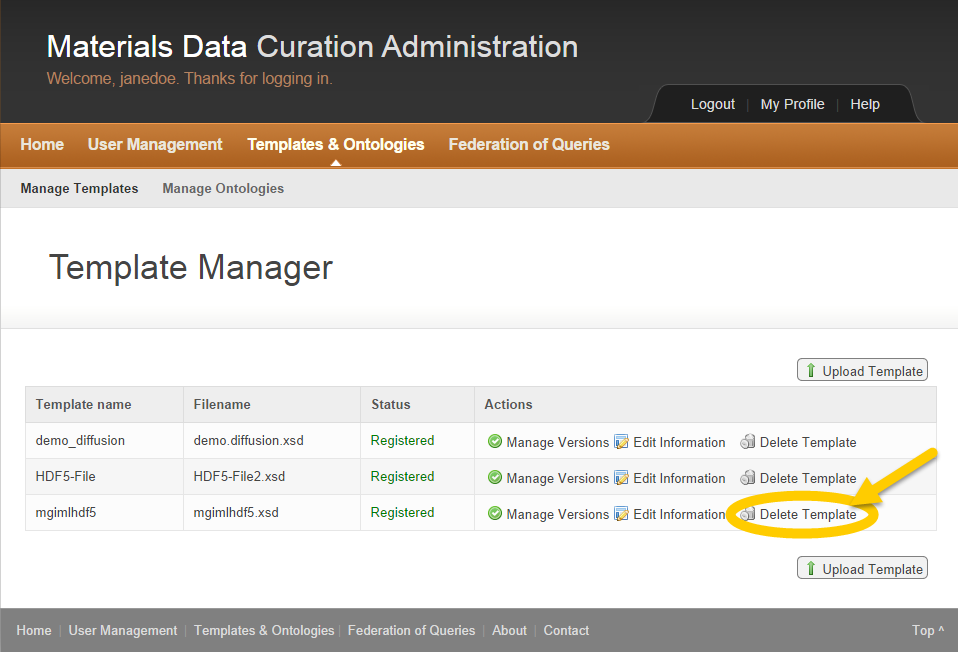 Materials Data Curation Administration
Welcome, janedoe. Thanks for logging in.
Logout | My Profile | Help
Home User Management Templates & Ontologies Federation of Queries
Manage Templates Manage Ontologies
Template Manager
Upload Template
Template name Filename Status Actions
demo_diffusion demo.diffusion.xsd Registered Manage Versions Edit Information Delete Template
HDF5-File HDF5-File2.xsd Registered Manage Versions Edit Information Delete Template
mgimlhdf5 mgimlhdf5.xsd Registered Manage Versions Edit Information Delete Template
Upload Template
Home | User Management | Templates & Ontologies | Federation of Queries | About | Contact Top ^